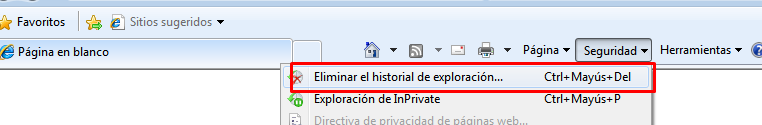 Favoritos Sitios sugeridos
Página en blanco Página Seguridad Herramientas
Eliminar el historial de exploración... Ctrl+Mayús+Del
Exploración de InPrivate Ctrl+Mayús+P
Directiva de privacidad de páginas web...